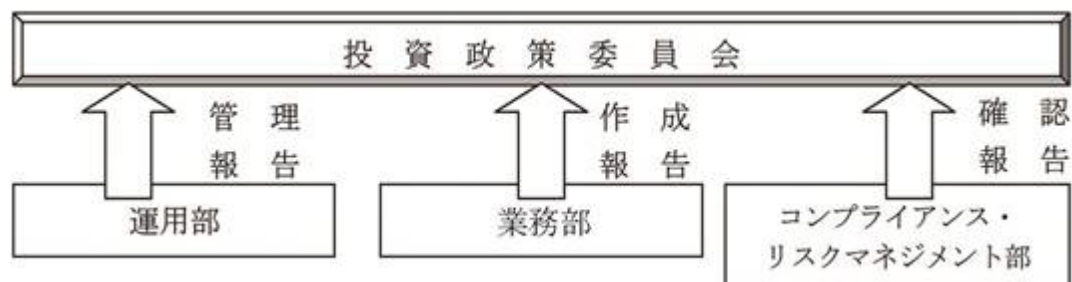 投資政策委員会
管理
報告
作成
報告
確認
報告
運用部
業務部
コンプライアンス・
リスクマネジメント部